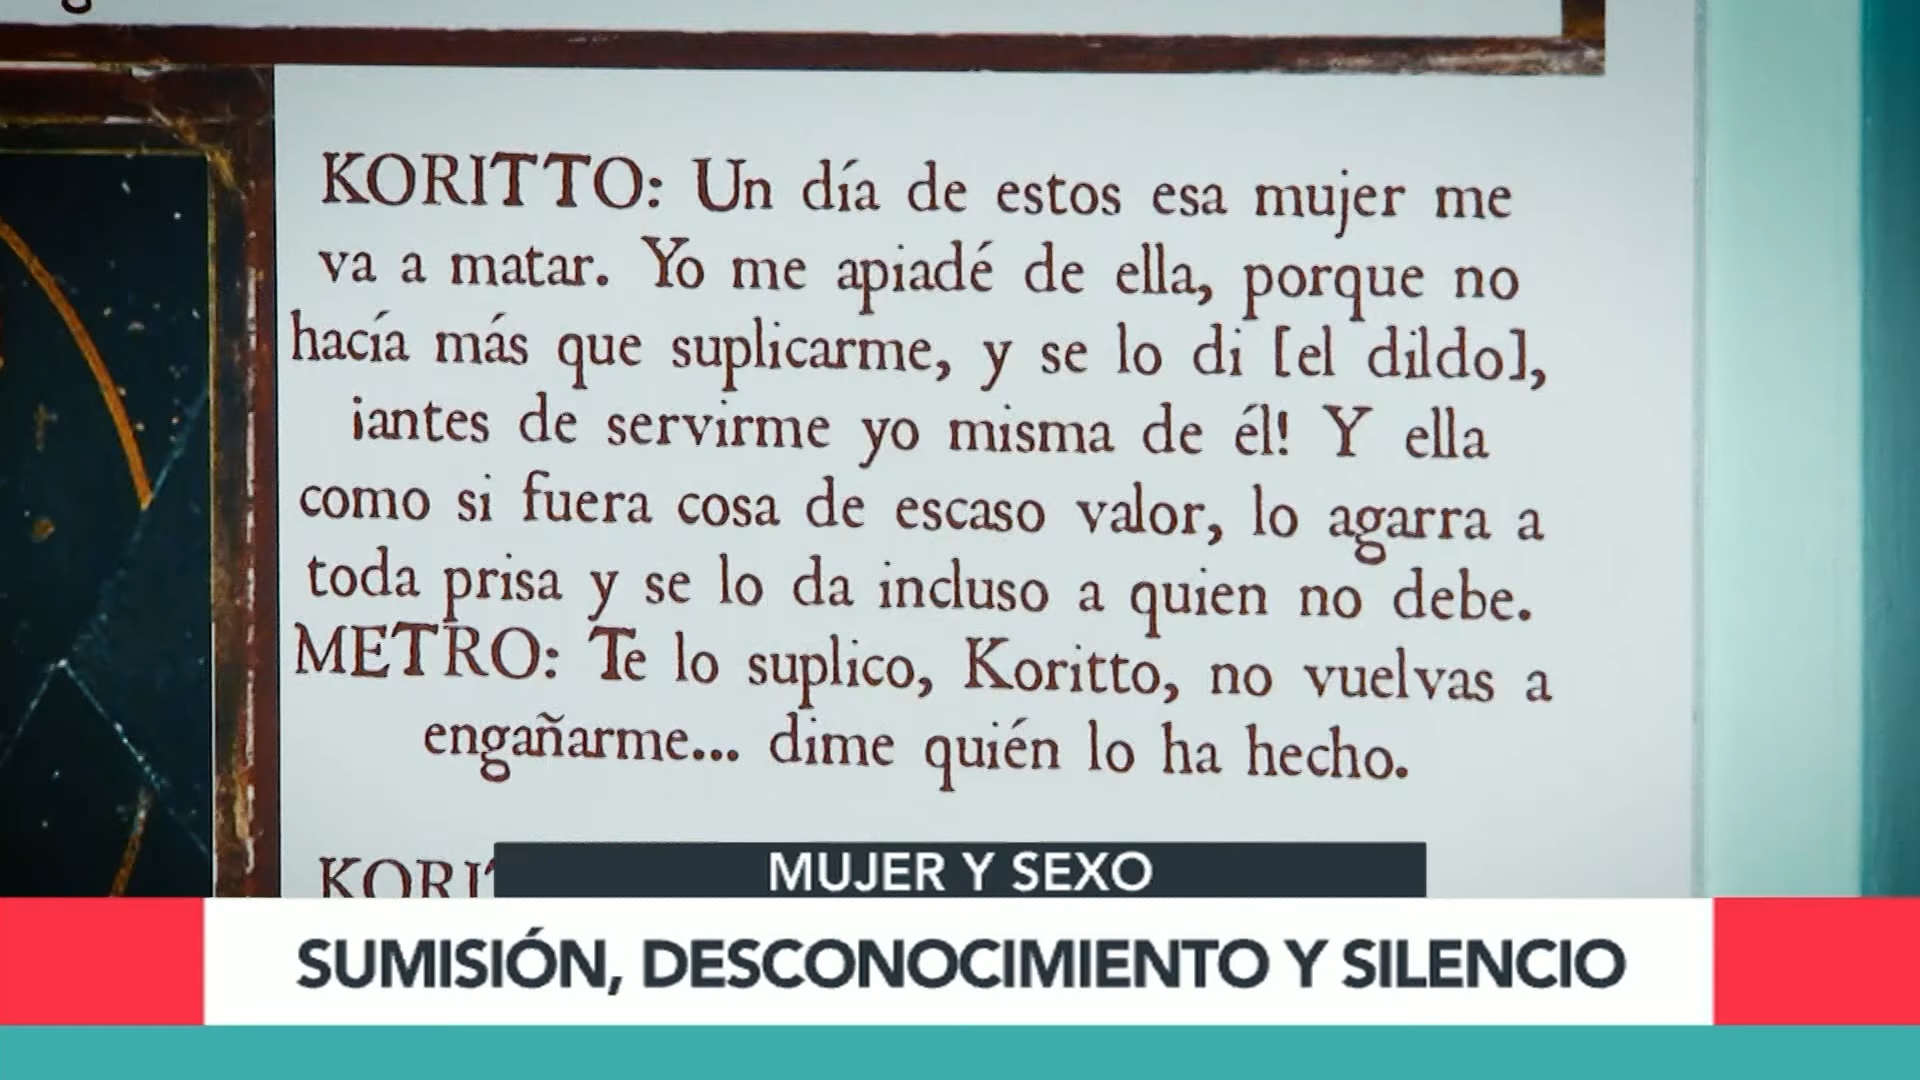 KORITTO: Un día de estos esa mujer me
va a matar. Yo me apiadé de ella, porque no
hacía más que suplicarme, y se lo di [el dildo],
¡antes de servirme yo misma de él! Y ella
como si fuera cosa de escaso valor, lo agarra a
toda prisa y se lo da incluso a quien no debe.
METRO: Te lo suplico, Koritto, no vuelvas a
engañarme... dime quién lo ha hecho.
MUJER Y SEXO
SUMISIÓN, DESCONOCIMIENTO Y SILENCIO